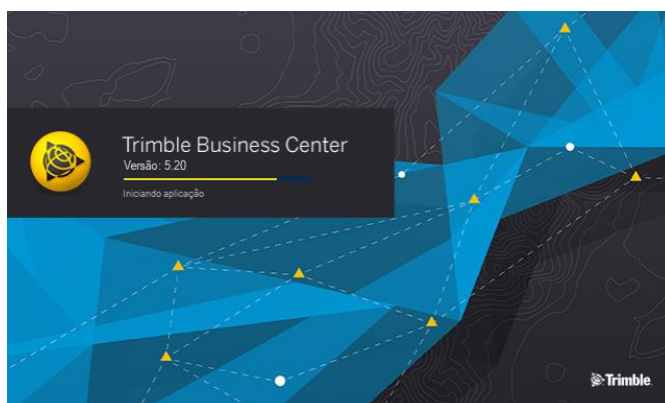 Trimble Business Center
Versão: 5.20
Iniciando aplicação
Trimble